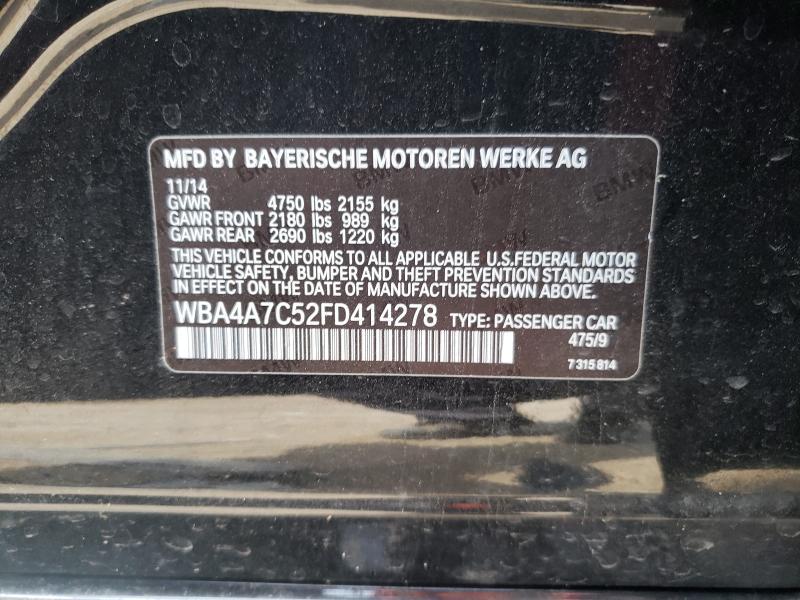 MFD BY BAYERISCHE MOTOREN WERKE AG
11/14
GVWR 4750 lbs 2155 kg
GAWR FRONT 2180 lbs 989 kg
GAWR REAR 2690 lbs 1220 kg
THIS VEHICLE CONFORMS TO ALL APPLICABLE U.S.FEDERAL MOTOR
VEHICLE SAFETY, BUMPER AND THEFT PREVENTION STANDARDS
IN EFFECT ON THE DATE OF MANUFACTURE SHOWN ABOVE.
WBA4A7C52FD414278 TYPE: PASSENGER CAR
475/9
7 315 814